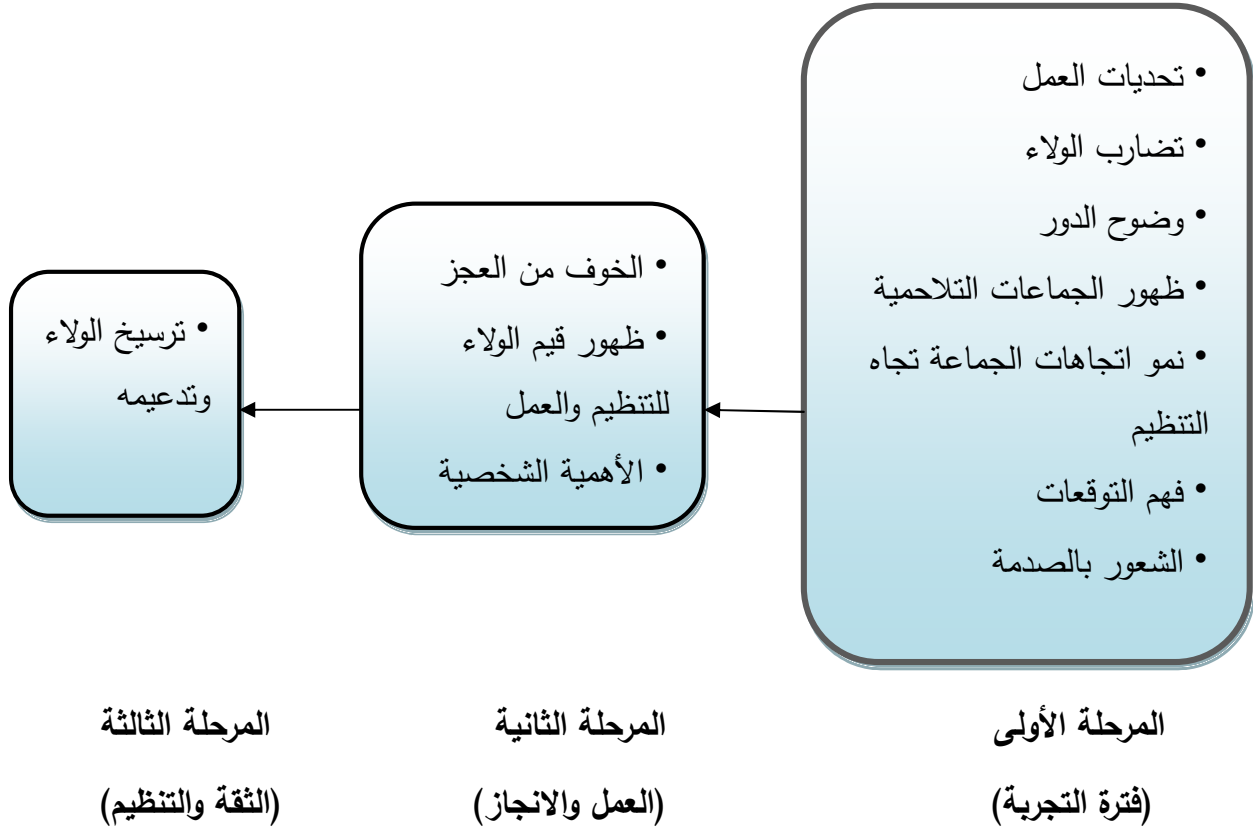 • تحديات العمل
• تضارب الولاء
• وضوح الدور
• ظهور الجماعات التلاحمية
• نمو اتجاهات الجماعة تجاه
التنظيم
• فهم التوقعات
• الشعور بالصدمة
• الخوف من العجز
• ظهور قيم الولاء
للتنظيم والعمل
• الأهمية الشخصية
• ترسيخ الولاء
وتدعيمه
المرحلة الأولى
(فترة التجربة)
المرحلة الثانية
(العمل والانجاز)
المرحلة الثالثة
(الثقة والتنظيم)